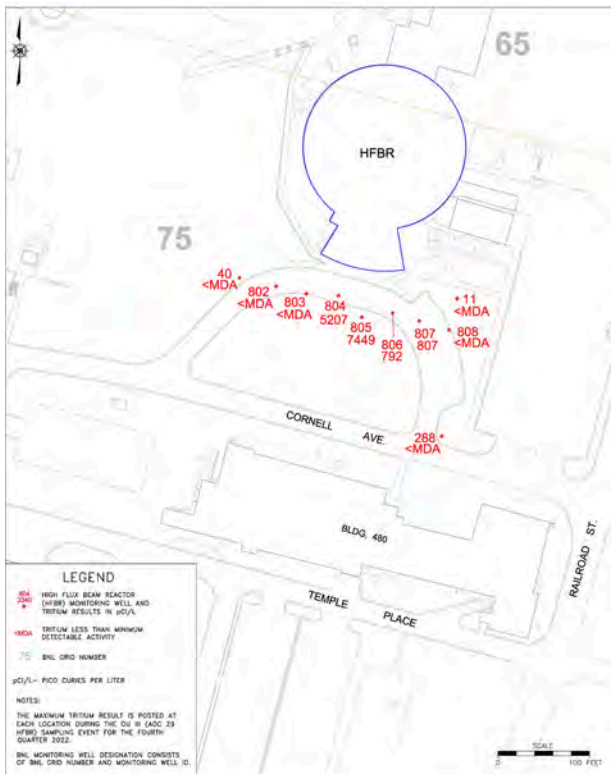 65
HFBR
75
40
<MDA
802
<MDA
803
<MDA
804
5207
805
7449
806
792
807
807
11
<MDA
808
<MDA
288
<MDA
CORNELL AVE.
BLDG. 480
TEMPLE PLACE
RAILROAD ST.
LEGEND
HIGH FLUX BEAM REACTOR
(HFBR) MONITORING WELL AND
TRITIUM RESULTS IN pCi/L
<MDA
TRITIUM LESS THAN MINIMUM
DETECTABLE ACTIVITY
75 BNL GRID NUMBER
pCi/L- PICO CURIES PER LITER
NOTES:
THE MAXIMUM TRITIUM RESULT IS POSTED AT
EACH LOCATION DURING THE OU III (AOC 29
HFBR) SAMPLING EVENT FOR THE FOURTH
QUARTER 2022.
BNL MONITORING WELL DESIGNATION CONSISTS
OF BNL GRID NUMBER AND MONITORING WELL ID.
SCALE
0 100 FEET